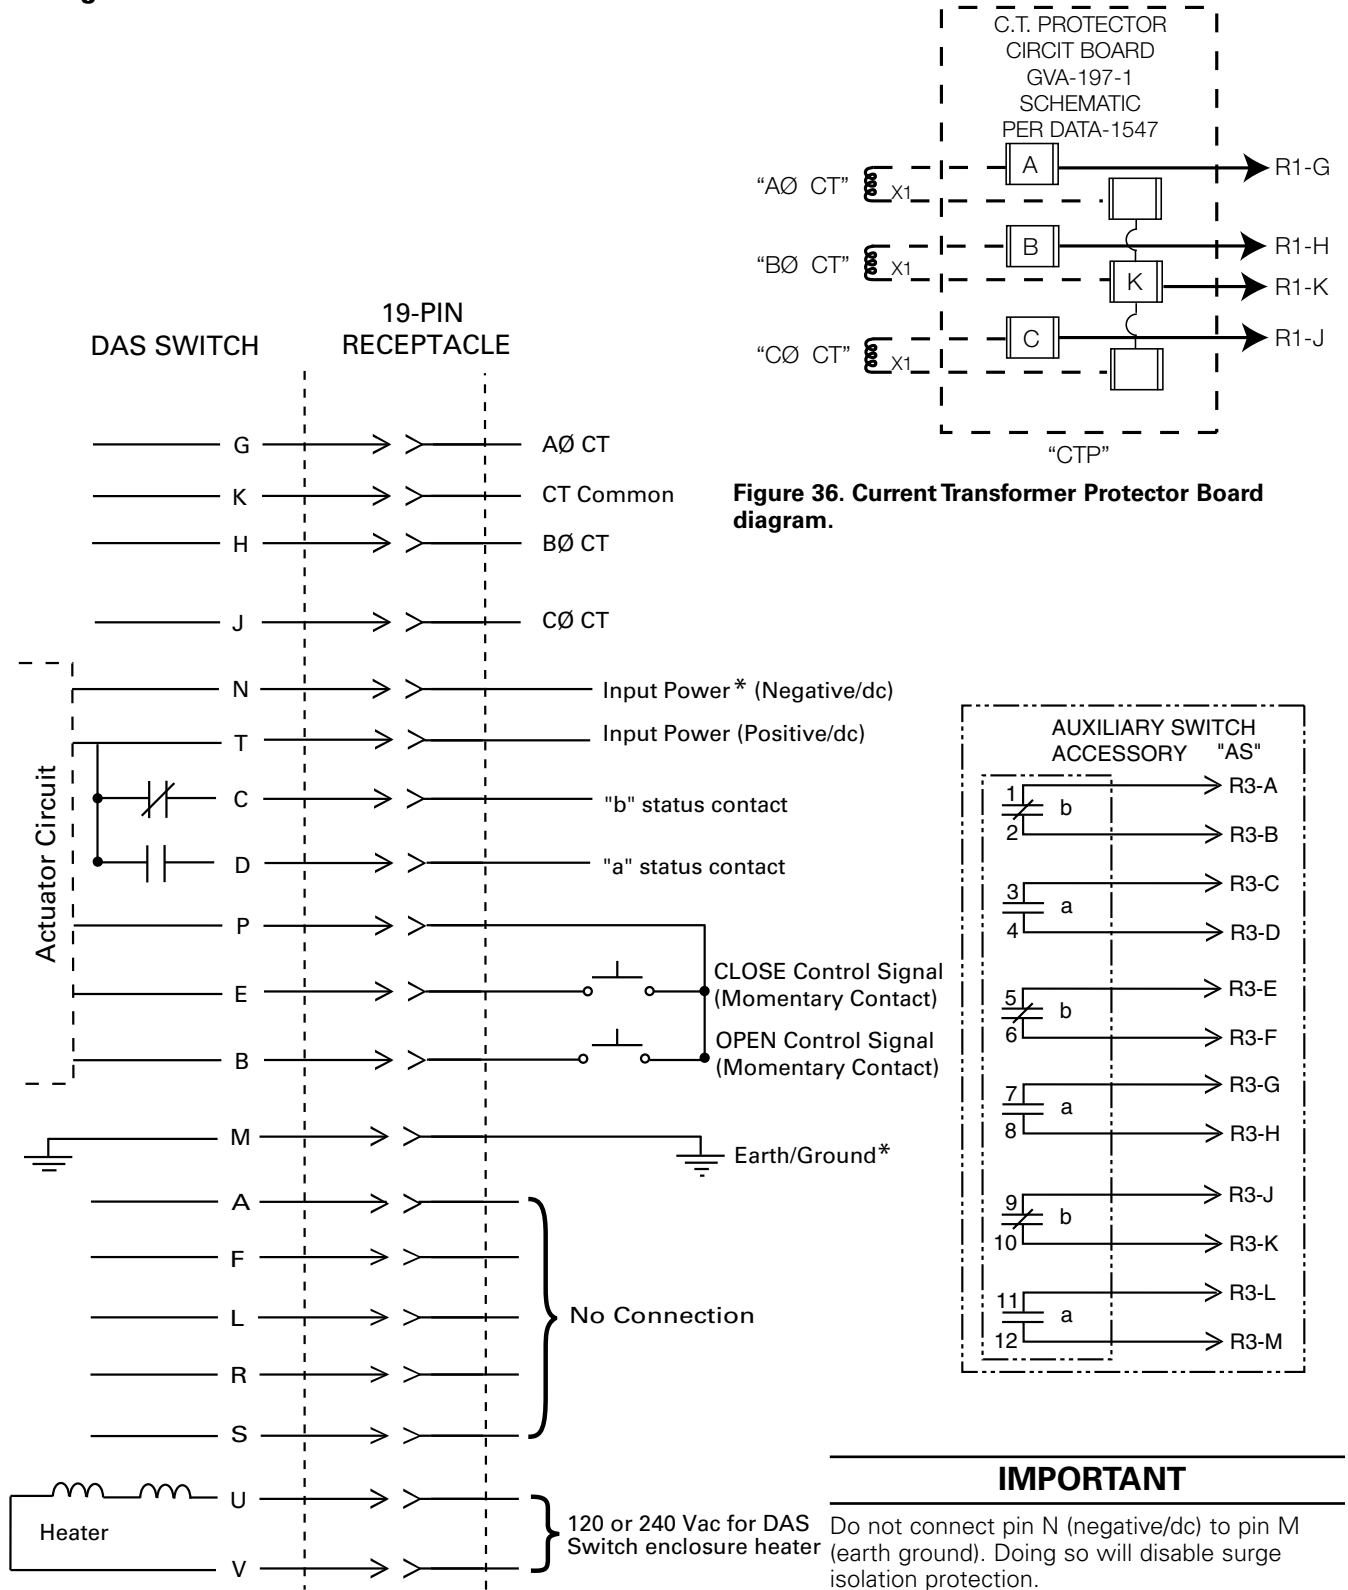 C.T. PROTECTOR
CIRCIT BOARD
GVA-197-1
SCHEMATIC
PER DATA-1547
A
R1-G
"AØ CT"
X1
B
R1-H
"BØ CT"
X1
K
R1-K
C
R1-J
"CØ CT"
X1
"CTP"
Figure 36. Current Transformer Protector Board
diagram.
DAS SWITCH
19-PIN
RECEPTACLE
G
AØ CT
K
CT Common
H
BØ CT
J
CØ CT
Actuator Circuit
N
Input Power* (Negative/dc)
T
Input Power (Positive/dc)
C
"b" status contact
D
"a" status contact
P
E
CLOSE Control Signal
(Momentary Contact)
B
OPEN Control Signal
(Momentary Contact)
M
Earth/Ground*
A
F
L
No Connection
R
S
U
Heater
120 or 240 Vac for DAS
Switch enclosure heater
V
AUXILIARY SWITCH
ACCESSORY "AS"
1
b
R3-A
2
R3-B
3
a
R3-C
4
R3-D
5
b
R3-E
6
R3-F
7
a
R3-G
8
R3-H
9
b
R3-J
10
R3-K
11
a
R3-L
12
R3-M
IMPORTANT
Do not connect pin N (negative/dc) to pin M
(earth ground). Doing so will disable surge
isolation protection.